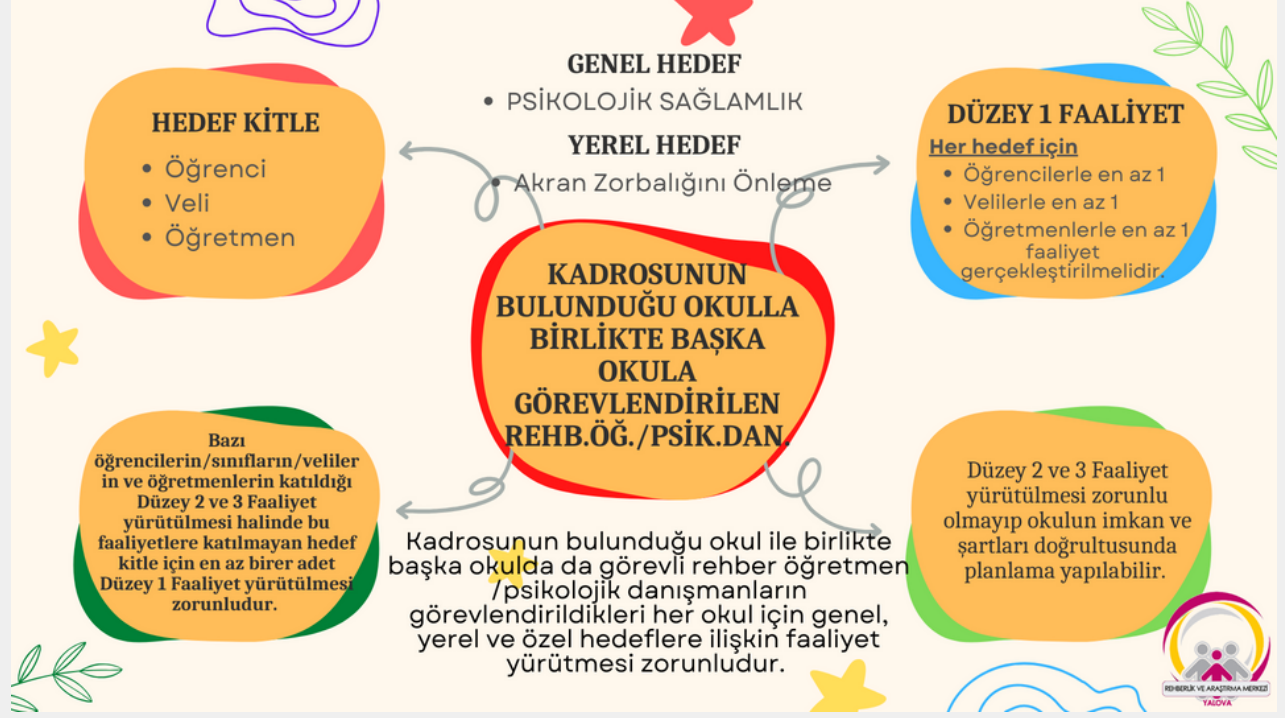 GENEL HEDEF
• PSİKOLOJİK SAĞLAMLIK
YEREL HEDEF
• Akran Zorbalığını Önleme
HEDEF KİTLE
• Öğrenci
• Veli
• Öğretmen
DÜZEY 1 FAALİYET
Her hedef için
• Öğrencilerle en az 1
• Velilerle en az 1
• Öğretmenlerle en az 1
faaliyet
gerçekleştirilmelidir.
KADROSUNUN
BULUNDUĞU OKULLA
BİRLİKTE BAŞKA
OKULA
GÖREVLENDİRİLEN
REHB.ÖĞ./PSİK.DAN.
Bazı
öğrencilerin/sınıfların/veliler
in ve öğretmenlerin katıldığı
Düzey 2 ve 3 Faaliyet
yürütülmesi halinde bu
faaliyetlere katılmayan hedef
kitle için en az birer adet
Düzey 1 Faaliyet yürütülmesi
zorunludur.
Kadrosunun bulunduğu okul ile birlikte
başka okulda da görevli rehber öğretmen
/psikolojik danışmanların
görevlendirildikleri her okul için genel,
yerel ve özel hedeflere ilişkin faaliyet
yürütmesi zorunludur.
Düzey 2 ve 3 Faaliyet
yürütülmesi zorunlu
olmayıp okulun imkan ve
şartları doğrultusunda
planlama yapılabilir.
REHBERLİK VE ARAŞTIRMA MERKEZİ
YALOVA